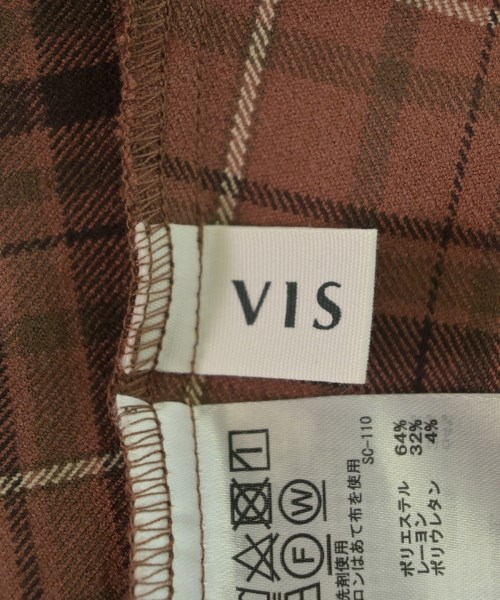 VIS
W
F
洗剤使用
ロンはあて布を使用
SC-110
ポリエステル 64%
レーヨン 32%
ポリウレタン 4%